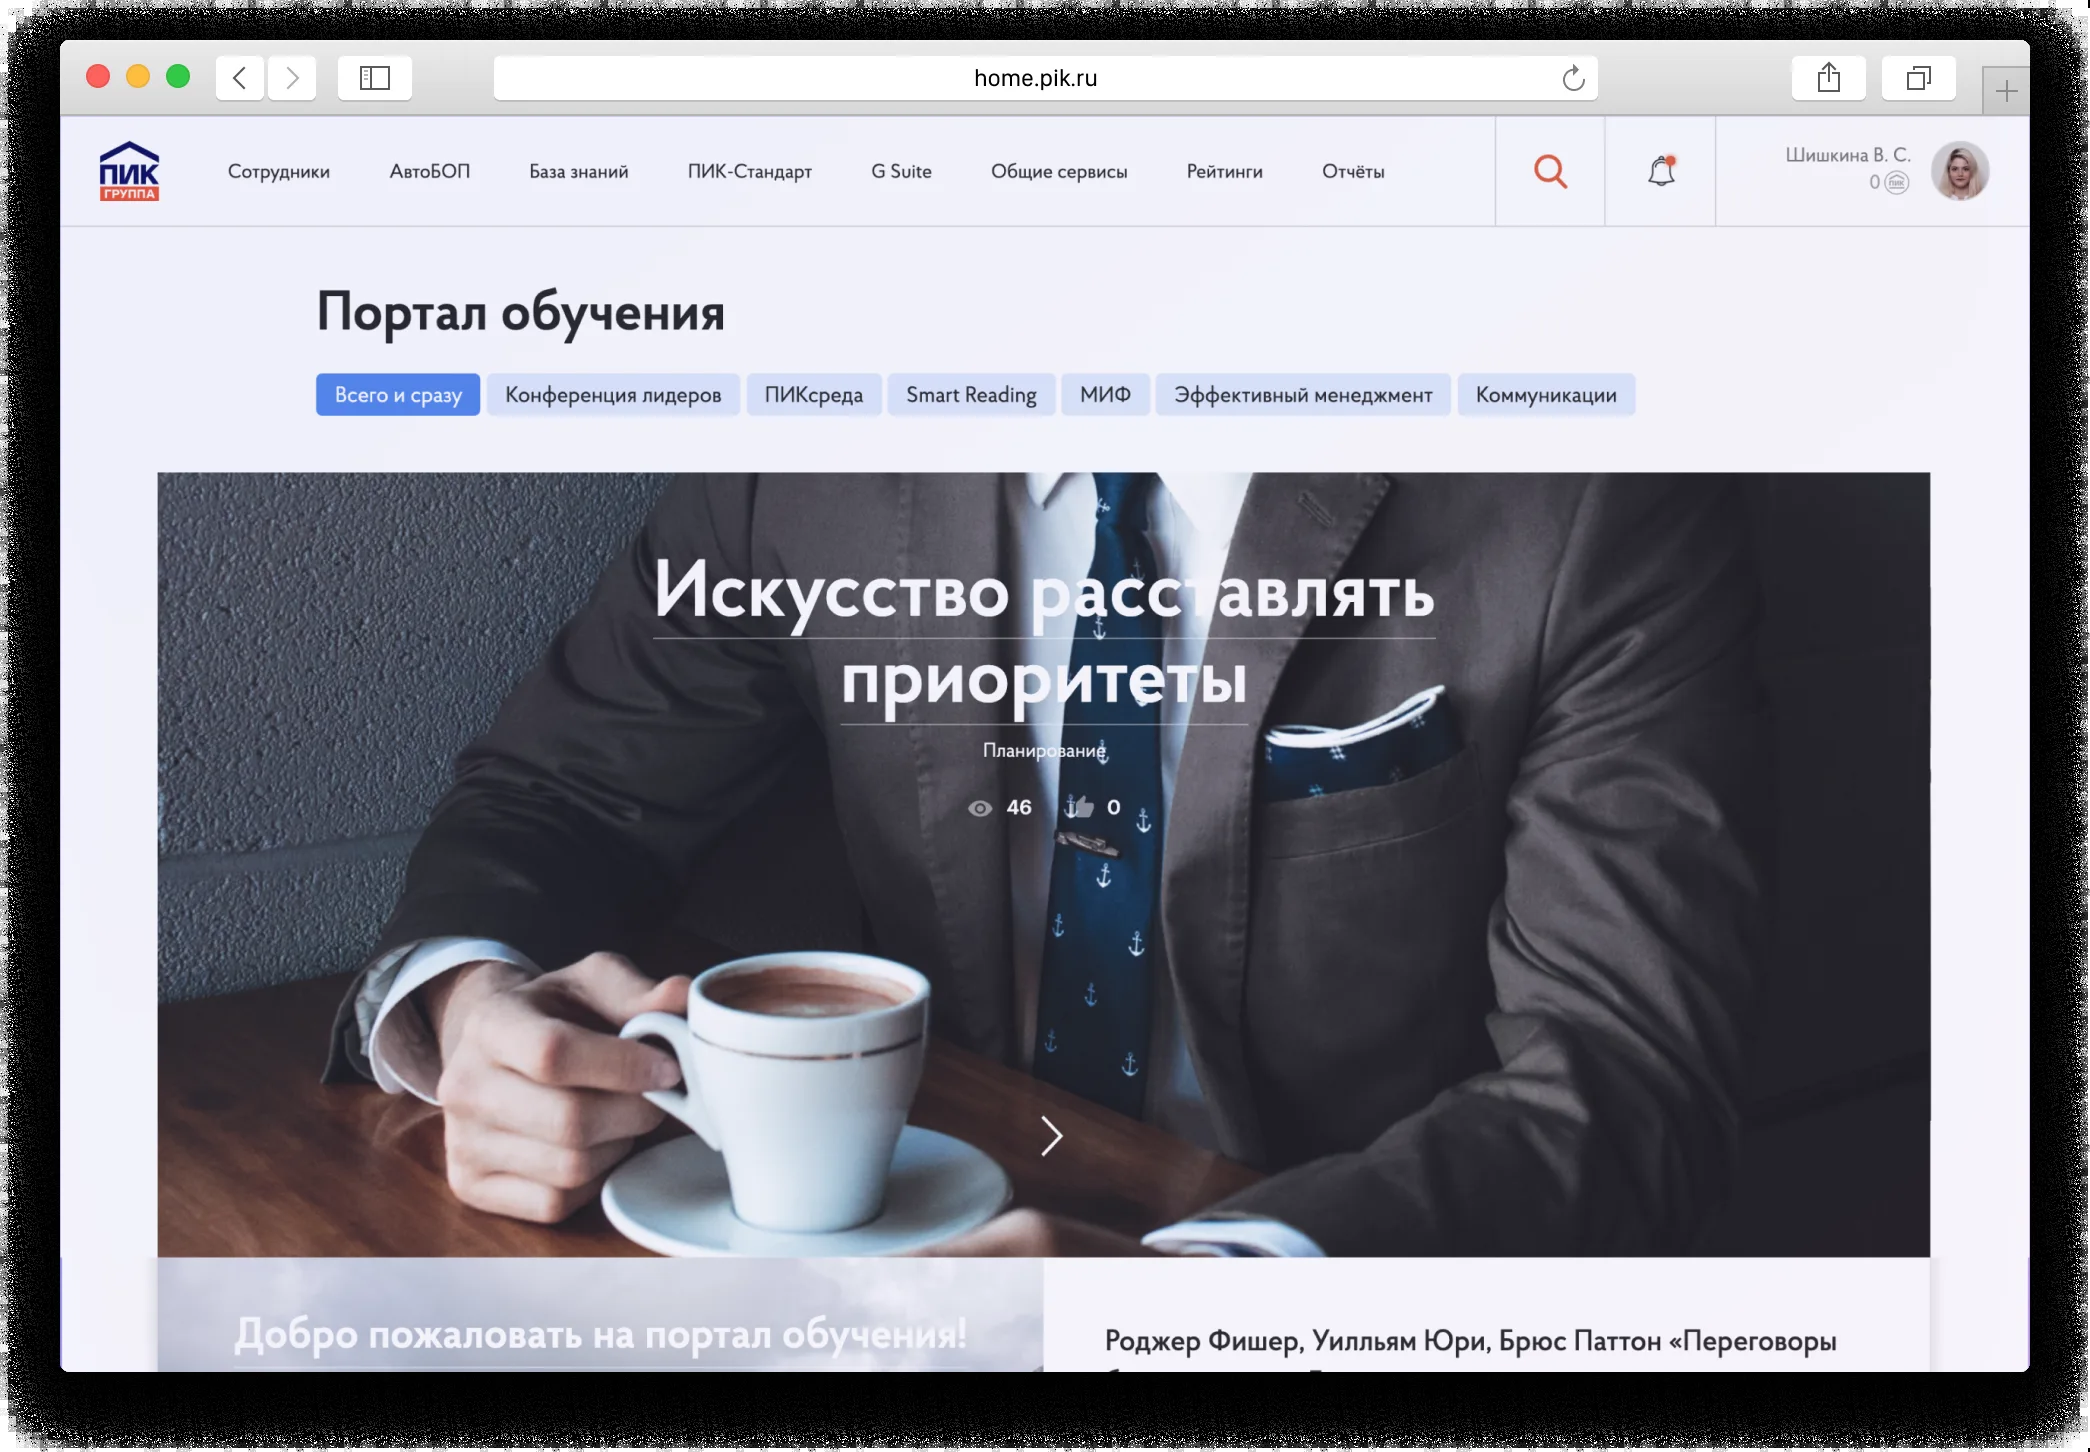 home.pik.ru
ПИК
ГРУППА
Сотрудники АвтоБОП База знаний ПИК-Стандарт G Suite Общие сервисы Рейтинги Отчёты
Шишкина В. С.
0 ПИК
Портал обучения
Всего и сразу Конференция лидеров ПИКсреда Smart Reading МИФ Эффективный менеджмент Коммуникации
Искусство расставлять
приоритеты
Планирование
46 0
Добро пожаловать на портал обучения!
Роджер Фишер, Уилльям Юри, Брюс Паттон «Переговоры